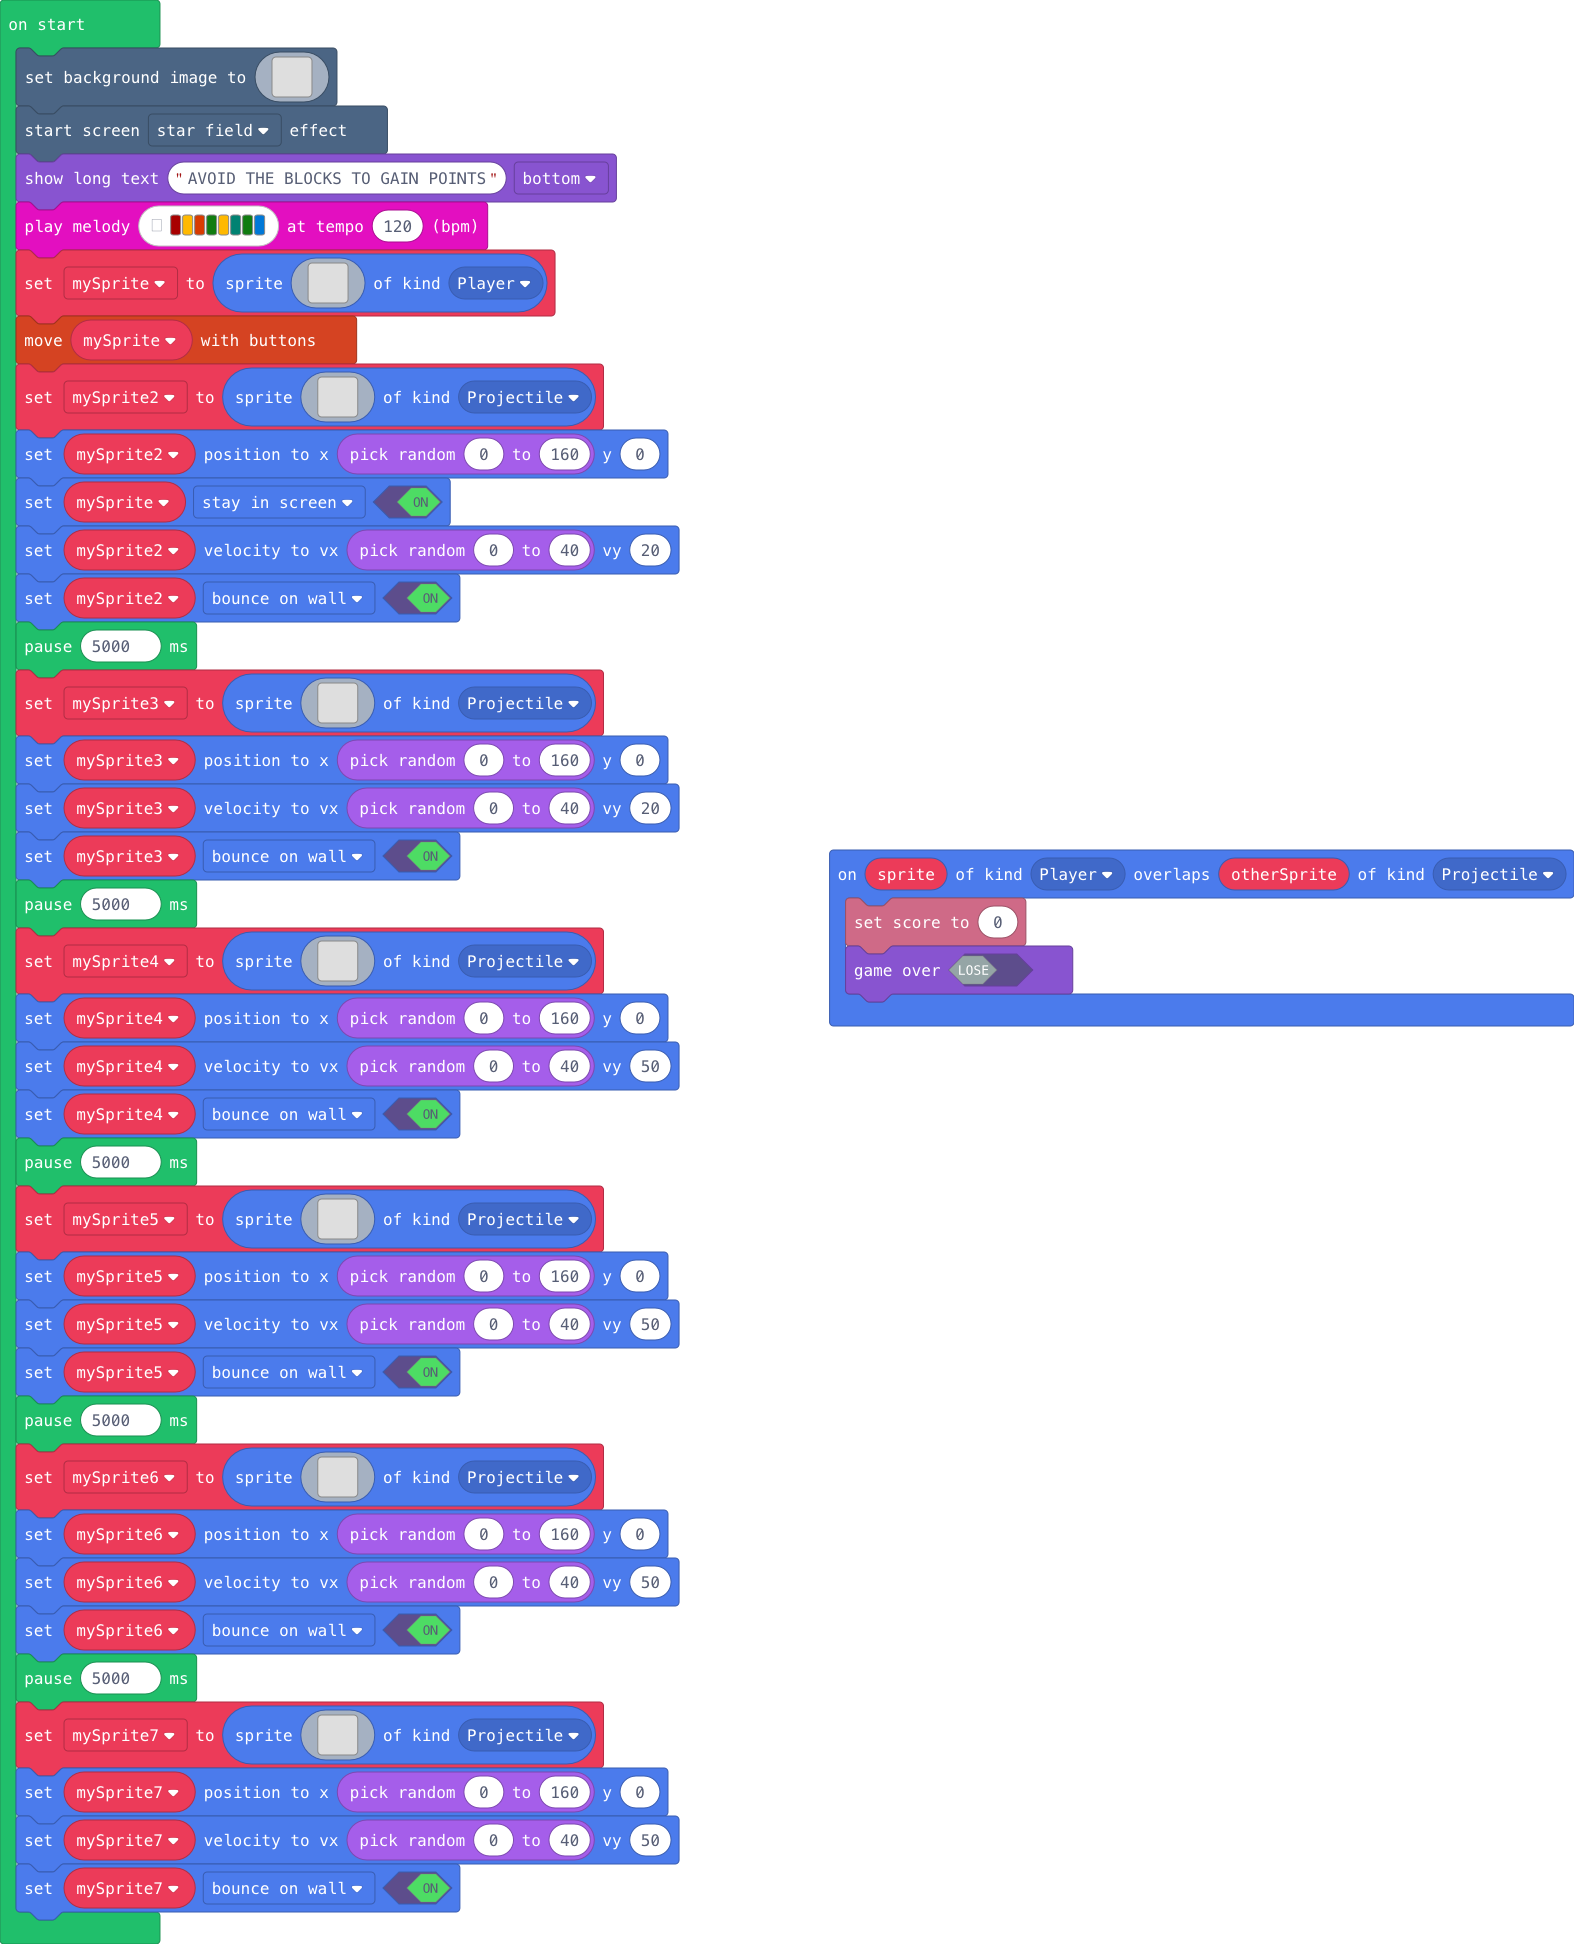 on start
set background image to
start screen star field effect
show long text "AVOID THE BLOCKS TO GAIN POINTS" bottom
play melody at tempo 120 (bpm)
set mySprite to sprite of kind Player
move mySprite with buttons
set mySprite2 to sprite of kind Projectile
set mySprite2 position to x pick random 0 to 160 y 0
set mySprite stay in screen ON
set mySprite2 velocity to vx pick random 0 to 40 vy 20
set mySprite2 bounce on wall ON
pause 5000 ms
set mySprite3 to sprite of kind Projectile
set mySprite3 position to x pick random 0 to 160 y 0
set mySprite3 velocity to vx pick random 0 to 40 vy 20
set mySprite3 bounce on wall ON
pause 5000 ms
set mySprite4 to sprite of kind Projectile
set mySprite4 position to x pick random 0 to 160 y 0
set mySprite4 velocity to vx pick random 0 to 40 vy 50
set mySprite4 bounce on wall ON
pause 5000 ms
set mySprite5 to sprite of kind Projectile
set mySprite5 position to x pick random 0 to 160 y 0
set mySprite5 velocity to vx pick random 0 to 40 vy 50
set mySprite5 bounce on wall ON
pause 5000 ms
set mySprite6 to sprite of kind Projectile
set mySprite6 position to x pick random 0 to 160 y 0
set mySprite6 velocity to vx pick random 0 to 40 vy 50
set mySprite6 bounce on wall ON
pause 5000 ms
set mySprite7 to sprite of kind Projectile
set mySprite7 position to x pick random 0 to 160 y 0
set mySprite7 velocity to vx pick random 0 to 40 vy 50
set mySprite7 bounce on wall ON
on sprite of kind Player overlaps otherSprite of kind Projectile
set score to 0
game over LOSE